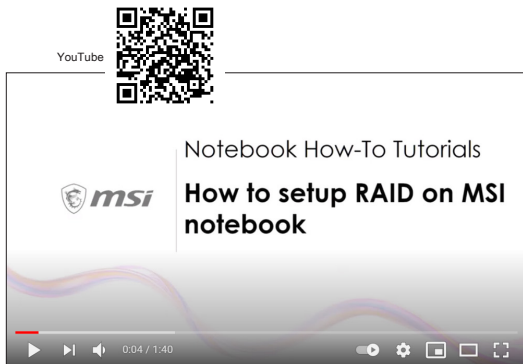 YouTube
Notebook How-To Tutorials
msi
How to setup RAID on MSI
notebook
0:04 / 1:40